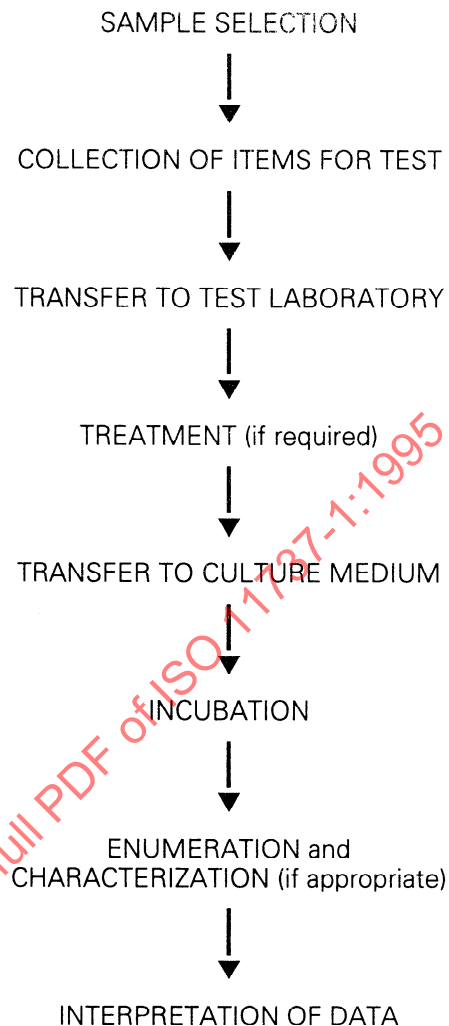 SAMPLE SELECTION
COLLECTION OF ITEMS FOR TEST
TRANSFER TO TEST LABORATORY
TREATMENT (if required)
TRANSFER TO CULTURE MEDIUM
INCUBATION
ENUMERATION and
CHARACTERIZATION (if appropriate)
INTERPRETATION OF DATA
full PDF of ISO 11737-1:1995